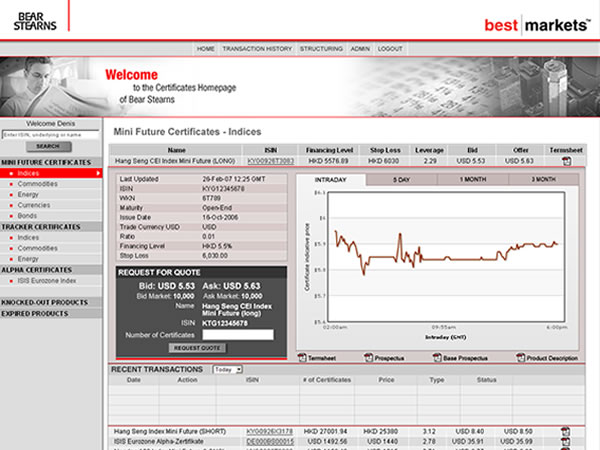 BEAR
STEARNS
best markets™
HOME TRANSACTION HISTORY STRUCTURING ADMIN LOGOUT
Welcome
to the Certificates Homepage
of Bear Stearns
Welcome Denis
Enter ISIN, underlying or name
SEARCH
MINI FUTURE CERTIFICATES
Indices
Commodities
Energy
Currencies
Bonds
TRACKER CERTIFICATES
Indices
Commodities
Energy
ALPHA CERTIFICATES
ISIS Eurozone Index
KNOCKED-OUT PRODUCTS
EXPIRED PRODUCTS
Mini Future Certificates - Indices
Name ISIN Financing Level Stop Loss Leverage Bid Offer Termsheet
Hang Seng CEI Index Mini Future (LONG) KYG0926T3083 HKD 5576.89 HKD 6030 2.29 USD 5.53 USD 5.63
Last Updated 26-Feb-07 12:25 GMT
ISIN KYG12345678
WKN 6T789
Maturity Open-End
Issue Date 16-Oct-2006
Trade Currency USD USD
Ratio 0.01
Financing Level HKD 5.5%
Stop Loss 6,030.00
REQUEST FOR QUOTE
Bid: USD 5.53 Ask: USD 5.63
Bid Market: 10,000 Ask Market: 10,000
Name Hang Seng CEI Index
Mini Future (long)
ISIN KTG12345678
Number of Certificates
REQUEST QUOTE
INTRADAY 5 DAY 1 MONTH 3 MONTH
Certificate indicative price
$6.1
$5.9
$5.8
$5.6
02:00am 09:55am 6:00pm
Intraday (GMT)
Termsheet Prospectus Base Prospectus Product Description
RECENT TRANSACTIONS Today
Date Action ISIN # of Certificates Price Type Status
Hang Seng Index Mini Future (SHORT) KYG0926X3178 HKD 27001.94 HKD 25380 3.12 USD 8.40 USD 8.50
ISIS Eurozone Alpha-Zertifikate DE000BS00015 USD 1492.56 USD 1440 2.78 USD 35.91 USD 35.99